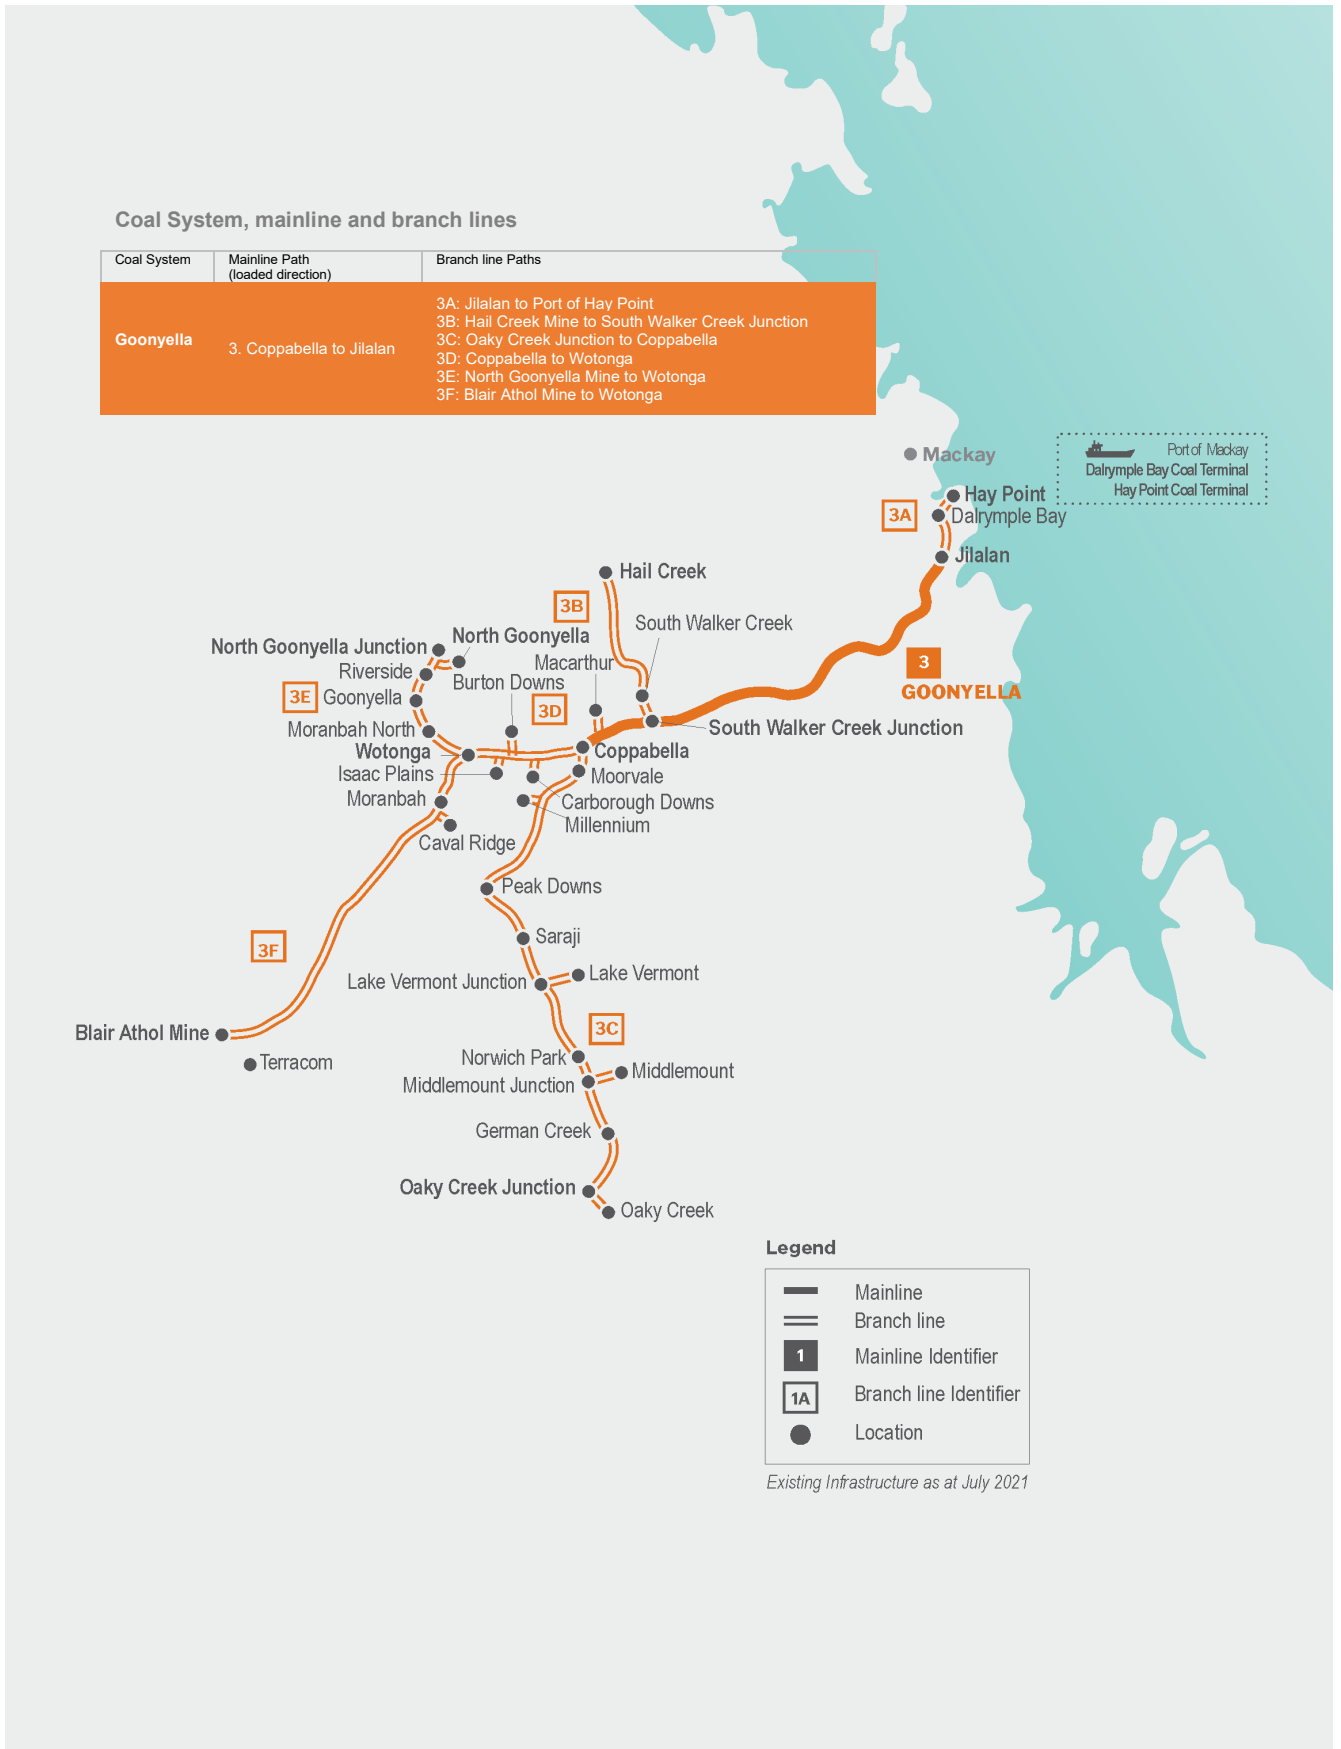 Coal System, mainline and branch lines
Coal System
Mainline Path
(loaded direction)
Branch line Paths
Goonyella
3. Coppabella to Jilalan
3A: Jilalan to Port of Hay Point
3B: Hail Creek Mine to South Walker Creek Junction
3C: Oaky Creek Junction to Coppabella
3D: Coppabella to Wotonga
3E: North Goonyella Mine to Wotonga
3F: Blair Athol Mine to Wotonga
Mackay
Port of Mackay
Dalrymple Bay Coal Terminal
Hay Point Coal Terminal
Hay Point
3A
Dalrymple Bay
Jilalan
Hail Creek
3B
South Walker Creek
North Goonyella Junction
North Goonyella
Macarthur
3
GOONYELLA
Riverside
Burton Downs
3E
Goonyella
3D
Moranbah North
South Walker Creek Junction
Wotonga
Coppabella
Isaac Plains
Moorvale
Moranbah
Carborough Downs
Millennium
Caval Ridge
Peak Downs
3F
Saraji
Lake Vermont Junction
Lake Vermont
3C
Blair Athol Mine
Terracom
Norwich Park
Middlemount
Middlemount Junction
German Creek
Oaky Creek Junction
Oaky Creek
Legend
Mainline
Branch line
1
Mainline Identifier
1A
Branch line Identifier
Location
Existing Infrastructure as at July 2021